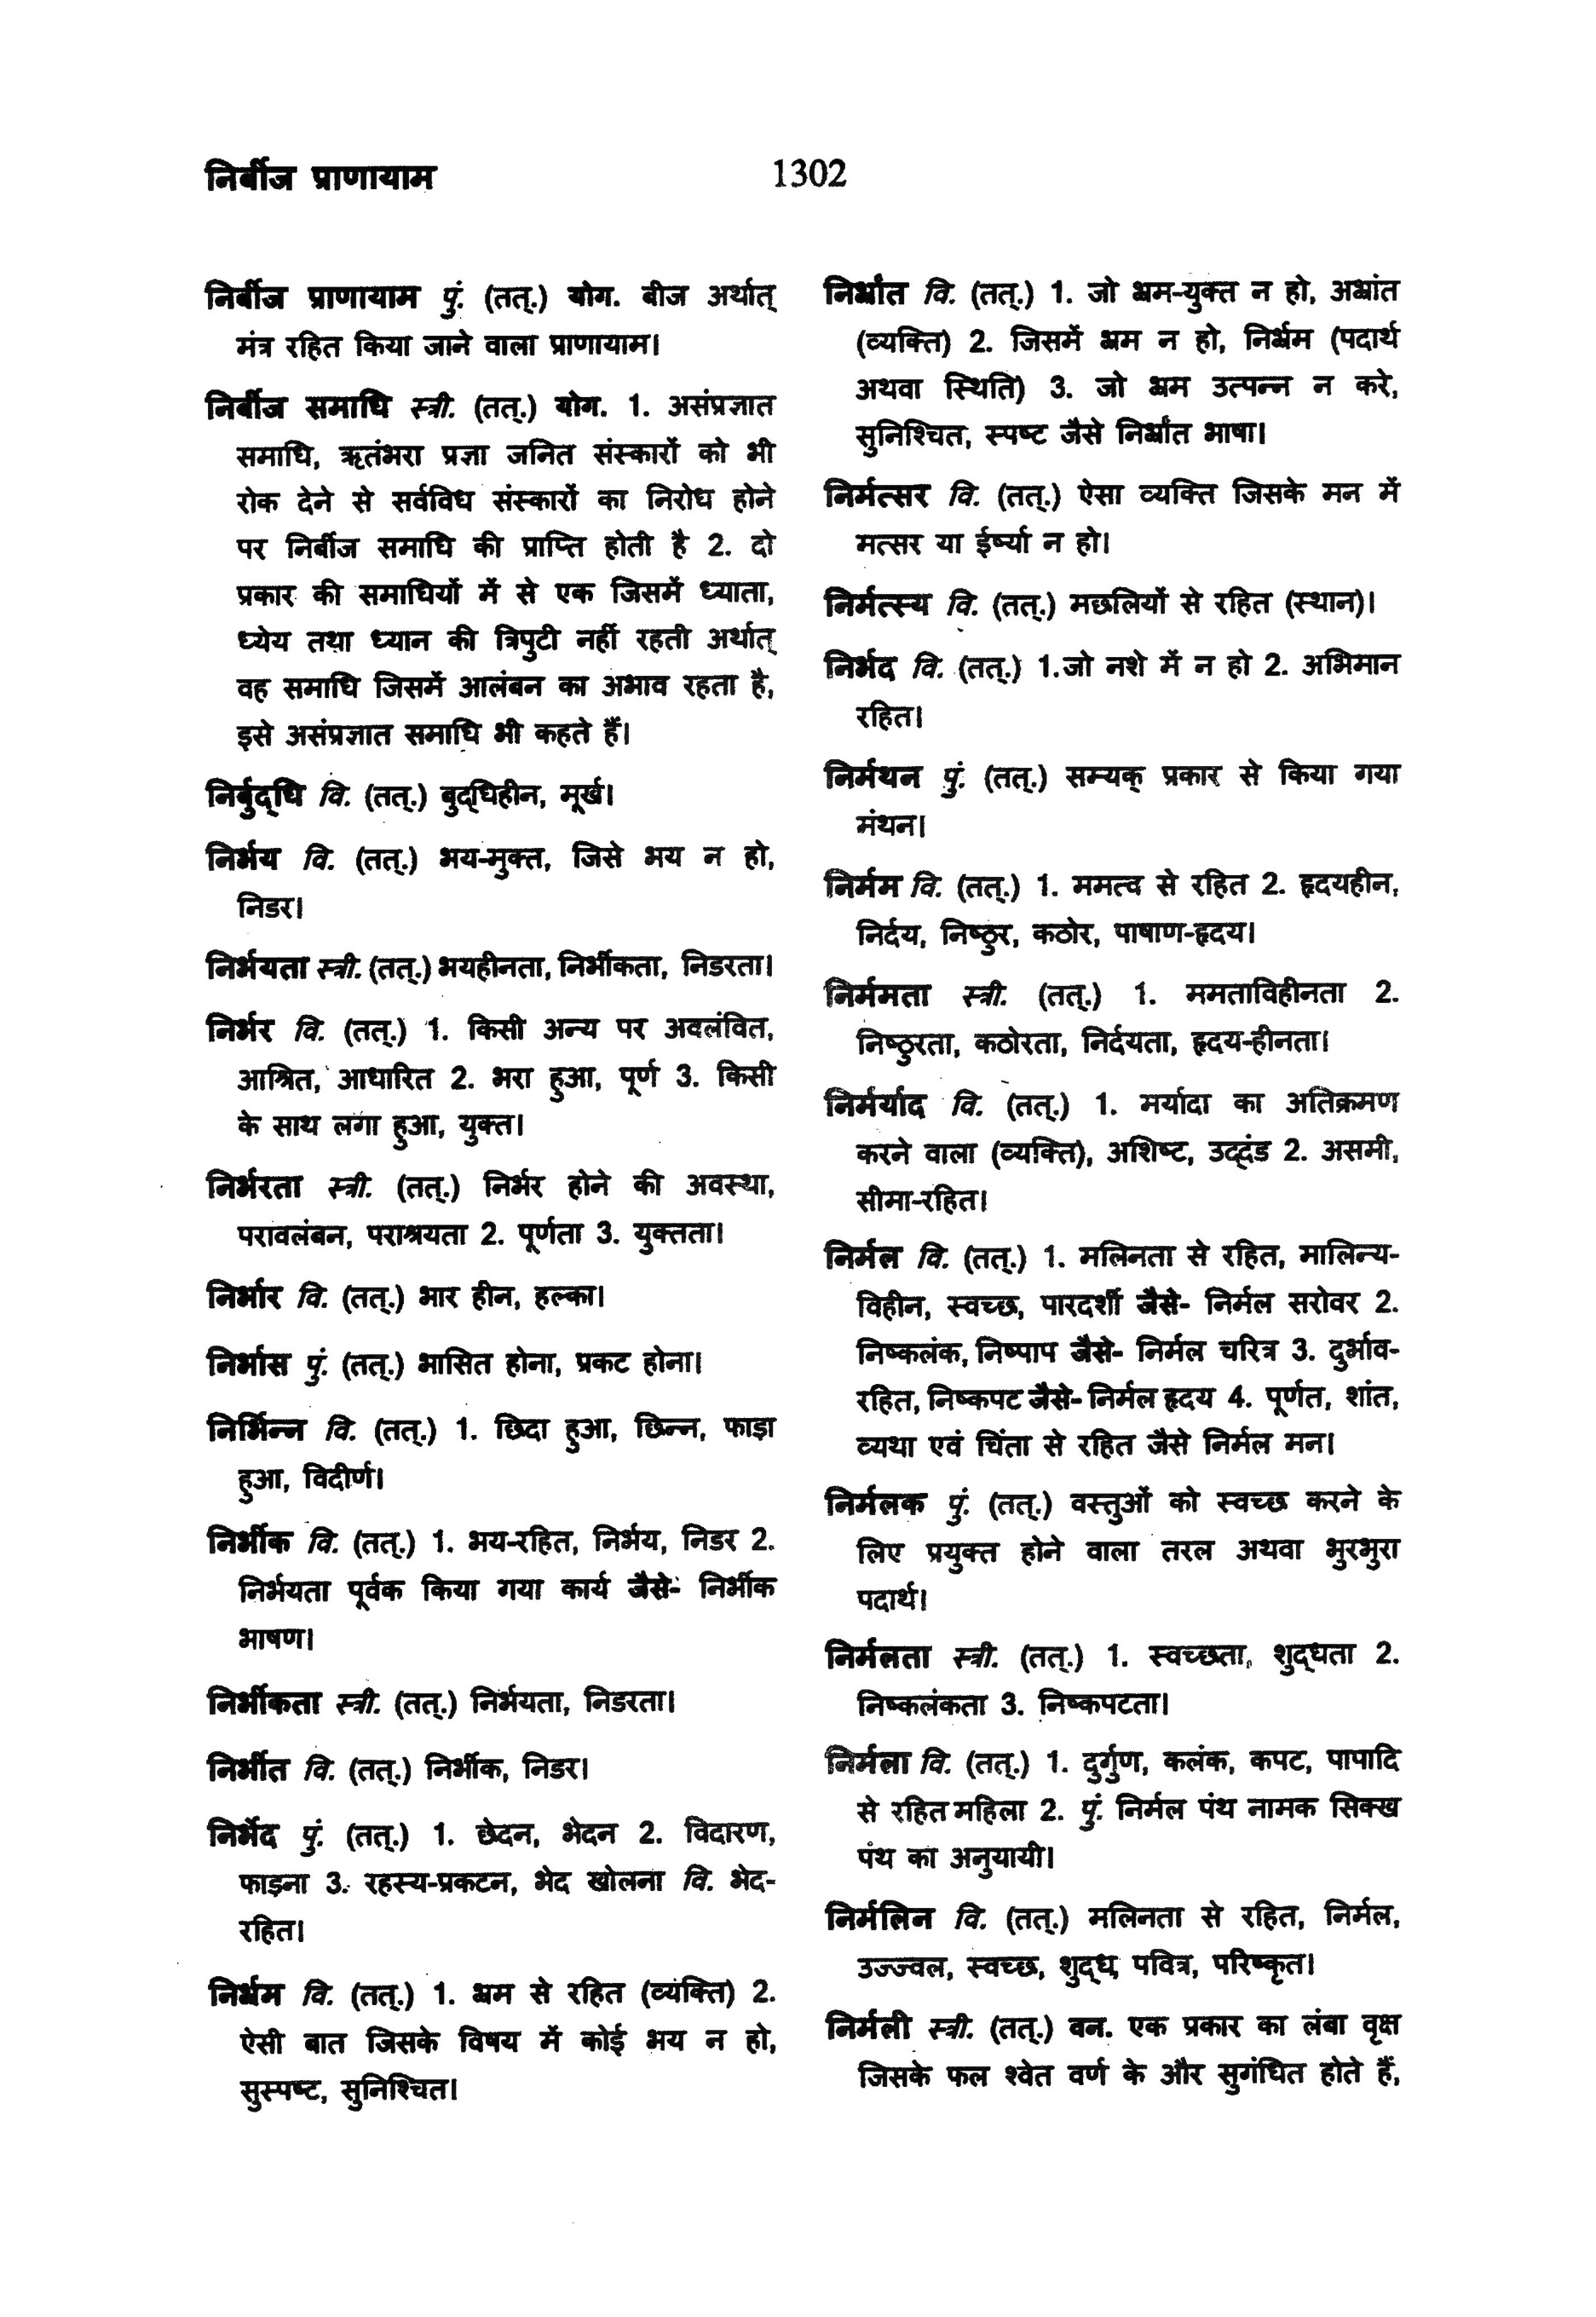 निर्बीज प्राणायाम
1302
निर्बीज प्राणायाम पुं. (तत्.) योग. बीज अर्थात्
मंत्र रहित किया जाने वाला प्राणायाम।
निर्बीज समाधि स्त्री. (तत्.) योग. 1. असंप्रज्ञात
समाधि, ऋतंभरा प्रज्ञा जनित संस्कारों को भी
रोक देने से सर्वविध संस्कारों का निरोध होने
पर निर्बीज समाधि की प्राप्ति होती है 2. दो
प्रकार की समाधियों में से एक जिसमें ध्याता,
ध्येय तथा ध्यान की त्रिपुटी नहीं रहती अर्थात्
वह समाधि जिसमें आलंबन का अभाव रहता है,
इसे असंप्रज्ञात समाधि भी कहते हैं।
निर्बुद्धि वि. (तत्.) बुद्धिहीन, मूर्ख।
निर्भय वि. (तत्.) भय-मुक्त, जिसे भय न हो,
निडर।
निर्भयता स्त्री. (तत्.) भयहीनता, निर्भीकता, निडरता।
निर्भर वि. (तत्.) 1. किसी अन्य पर अवलंवित,
आश्रित, आधारित 2. भरा हुआ, पूर्ण 3. किसी
के साथ लगा हुआ, युक्त।
निर्भरता स्त्री. (तत्.) निर्भर होने की अवस्था,
परावलंबन, पराश्रयता 2. पूर्णता 3. युक्तता।
निर्भार वि. (तत्.) भार हीन, हल्का।
निर्भास पुं. (तत्.) भासित होना, प्रकट होना।
निर्भिन्न वि. (तत्.) 1. छिदा हुआ, छिन्न, फाड़ा
हुआ, विदीर्ण।
निर्भीक वि. (तत्.) 1. भय-रहित, निर्भय, निडर 2.
निर्भयता पूर्वक किया गया कार्य जैसे- निर्भीक
भाषण।
निर्भीकता स्त्री. (तत्.) निर्भयता, निडरता।
निर्भीत वि. (तत्.) निर्भीक, निडर।
निर्भेद पुं. (तत्.) 1. छेदन, भेदन 2. विदारण,
फाड़ना 3. रहस्य-प्रकटन, भेद खोलना वि. भेद-
रहित।
निर्भ्रम वि. (तत्.) 1. भ्रम से रहित (व्यक्ति) 2.
ऐसी बात जिसके विषय में कोई भय न हो,
सुस्पष्ट, सुनिश्चित।
निर्भ्रांत वि. (तत्.) 1. जो भ्रम-युक्त न हो, अभ्रांत
(व्यक्ति) 2. जिसमें भ्रम न हो, निर्भ्रम (पदार्थ
अथवा स्थिति) 3. जो भ्रम उत्पन्न न करे,
सुनिश्चित, स्पष्ट जैसे निर्भ्रांत भाषा।
निर्मत्सर वि. (तत्.) ऐसा व्यक्ति जिसके मन में
मत्सर या ईर्ष्या न हो।
निर्मत्स्य वि. (तत्.) मछलियों से रहित (स्थान)।
निर्भद वि. (तत्.) 1.जो नशे में न हो 2. अभिमान
रहित।
निर्मथन पुं. (तत्.) सम्यक् प्रकार से किया गया
मंथन।
निर्मम वि. (तत्.) 1. ममत्व से रहित 2. हृदयहीन,
निर्दय, निष्ठुर, कठोर, पाषाण-हृदय।
निर्ममता स्त्री. (तत्.) 1. ममताविहीनता 2.
निष्ठुरता, कठोरता, निर्दयता, हृदय-हीनता।
निर्मर्याद वि. (तत्.) 1. मर्यादा का अतिक्रमण
करने वाला (व्यक्ति), अशिष्ट, उद्दंड 2. असमी,
सीमा-रहित।
निर्मल वि. (तत्.) 1. मलिनता से रहित, मालिन्य-
विहीन, स्वच्छ, पारदर्शी जैसे- निर्मल सरोवर 2.
निष्कलंक, निष्पाप जैसे- निर्मल चरित्र 3. दुर्भाव-
रहित, निष्कपट जैसे- निर्मल हृदय 4. पूर्णत, शांत,
व्यथा एवं चिंता से रहित जैसे निर्मल मन।
निर्मलक पुं. (तत्.) वस्तुओं को स्वच्छ करने के
लिए प्रयुक्त होने वाला तरल अथवा भुरभुरा
पदार्थ।
निर्मलता स्त्री. (तत्.) 1. स्वच्छता, शुद्धता 2.
निष्कलंकता 3. निष्कपटता।
निर्मला वि. (तत्.) 1. दुर्गुण, कलंक, कपट, पापादि
से रहित महिला 2. पुं. निर्मल पंथ नामक सिक्ख
पंथ का अनुयायी।
निर्मलिन वि. (तत्.) मलिनता से रहित, निर्मल,
उज्ज्वल, स्वच्छ, शुद्ध, पवित्र, परिष्कृत।
निर्मली स्त्री. (तत्.) वन. एक प्रकार का लंबा वृक्ष
जिसके फल श्वेत वर्ण के और सुगंधित होते हैं,